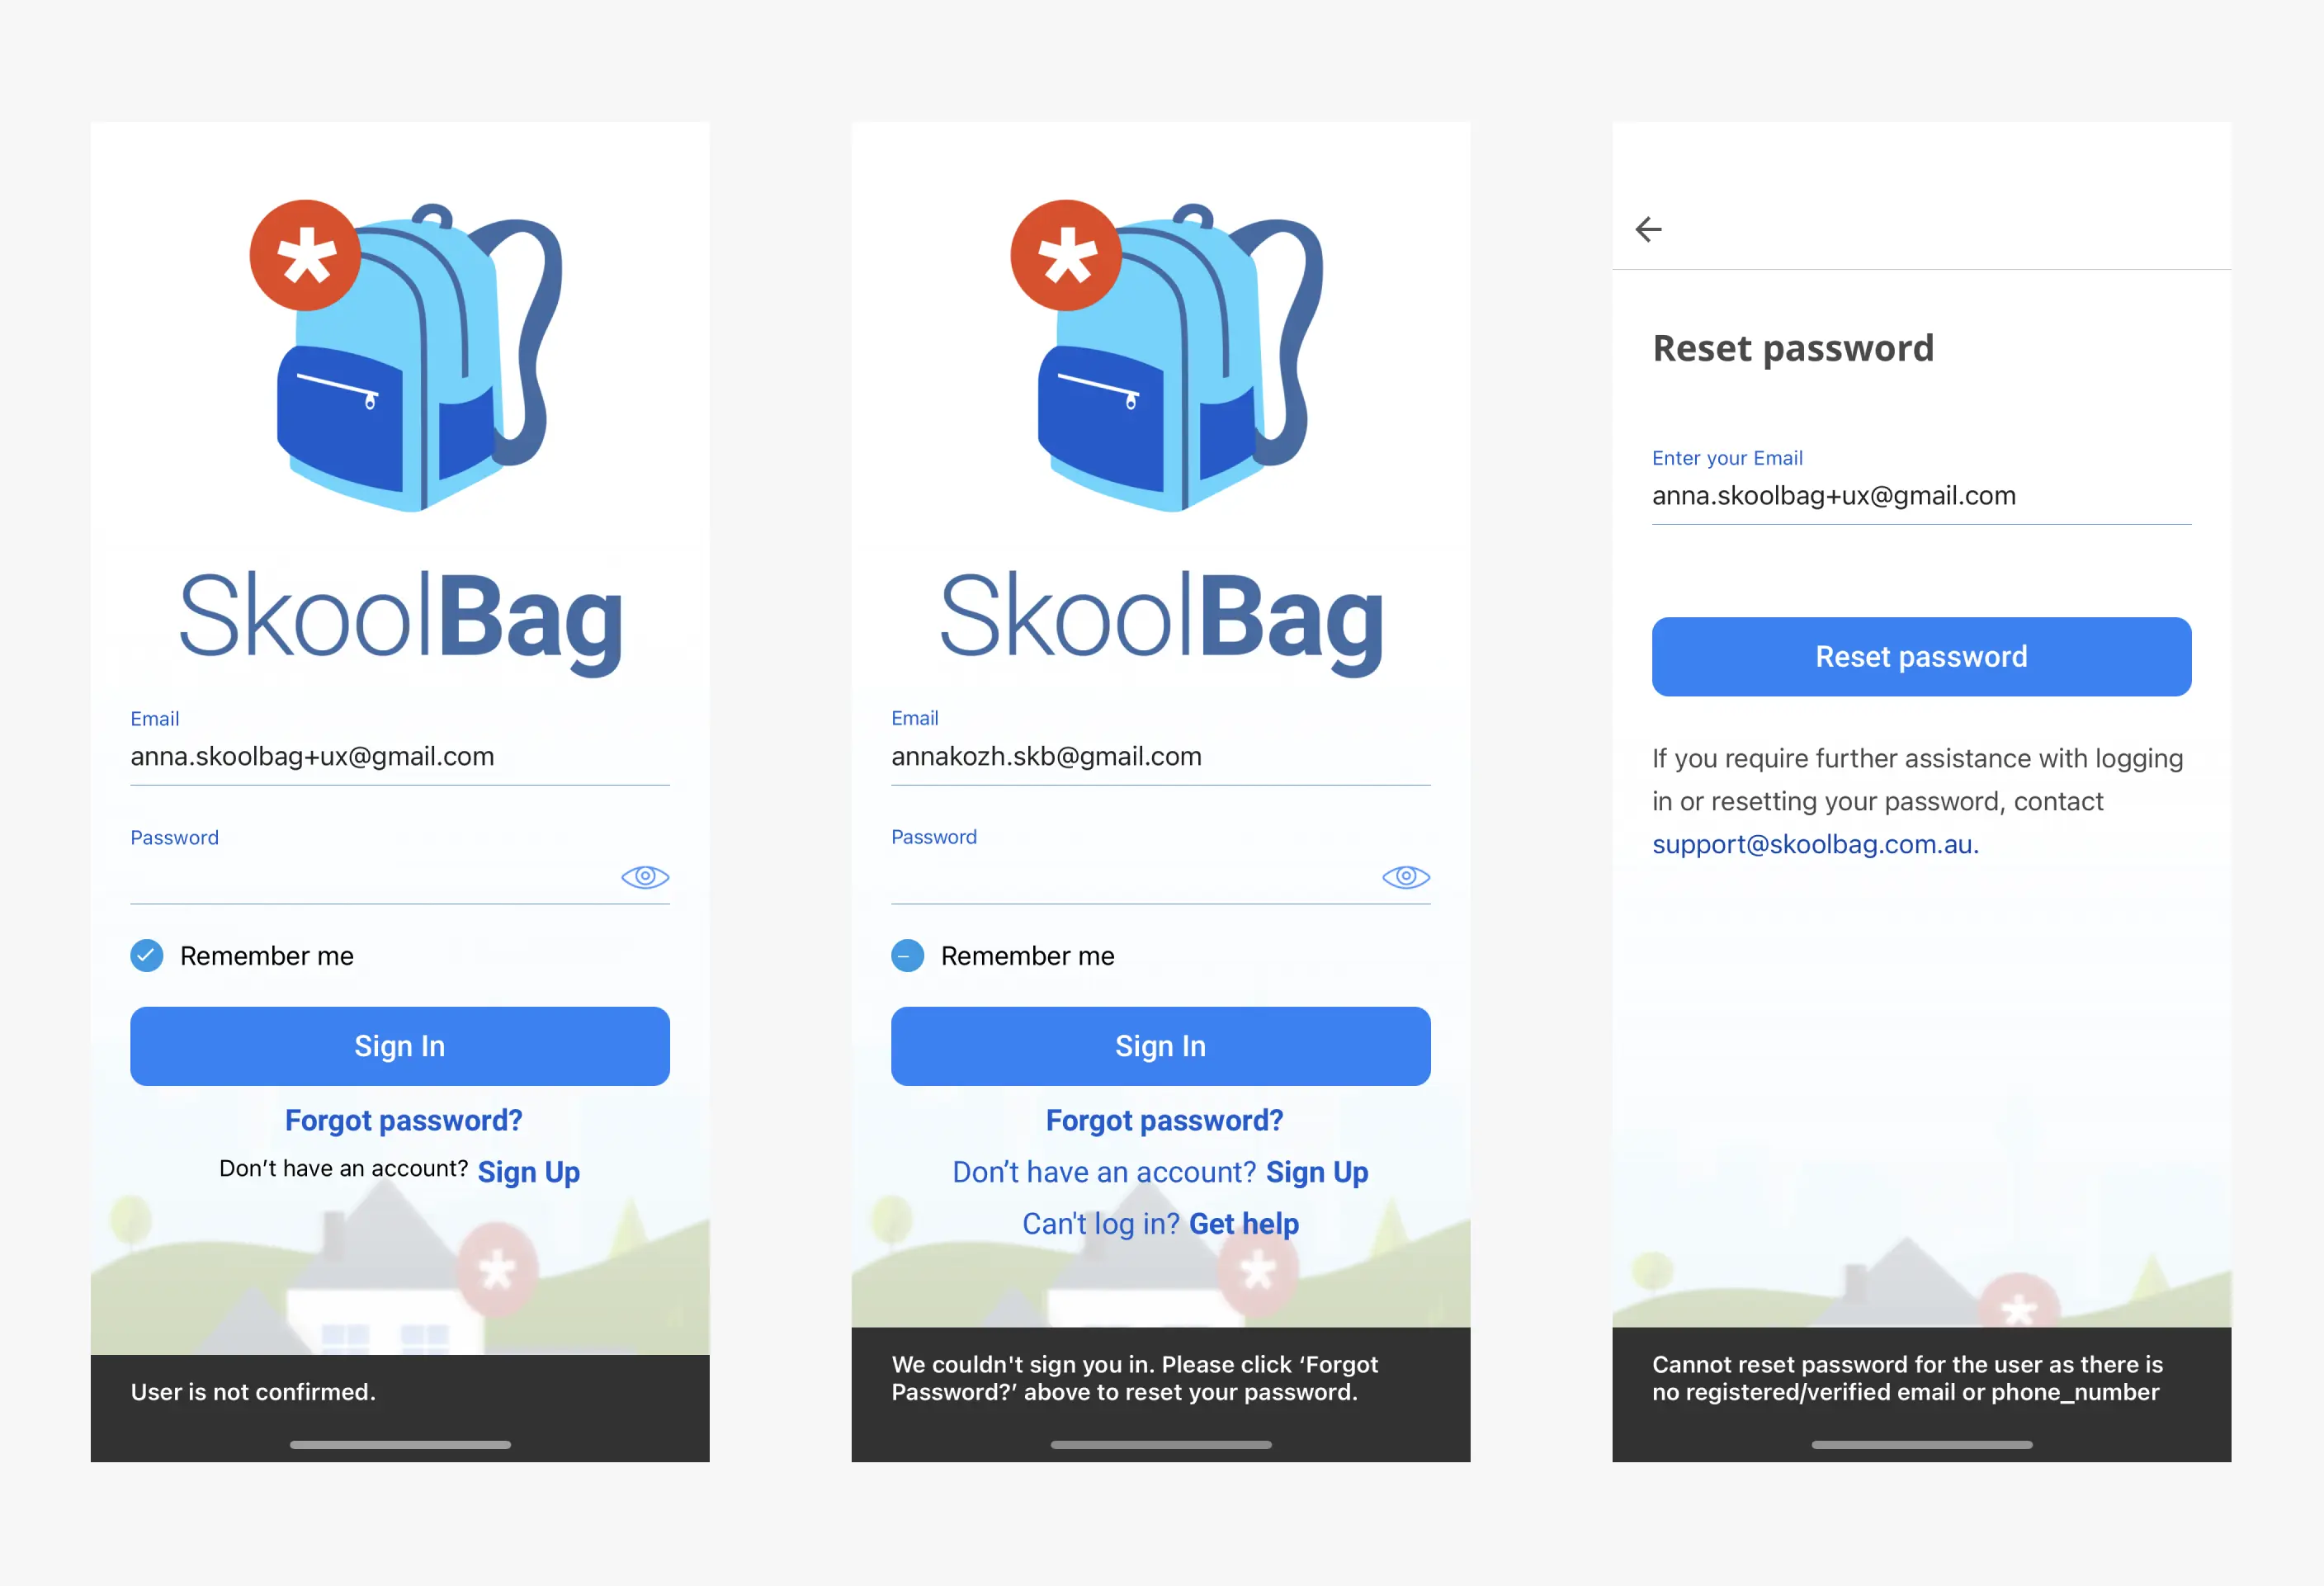 SkoolBag
Email
anna.skoolbag+ux@gmail.com
Password
Remember me
Sign In
Forgot password?
Don’t have an account? Sign Up
User is not confirmed.
SkoolBag
Email
annakozh.skb@gmail.com
Password
Remember me
Sign In
Forgot password?
Don’t have an account? Sign Up
Can't log in? Get help
We couldn't sign you in. Please click ‘Forgot
Password?’ above to reset your password.
Reset password
Enter your Email
anna.skoolbag+ux@gmail.com
Reset password
If you require further assistance with logging
in or resetting your password, contact
support@skoolbag.com.au.
Cannot reset password for the user as there is
no registered/verified email or phone_number